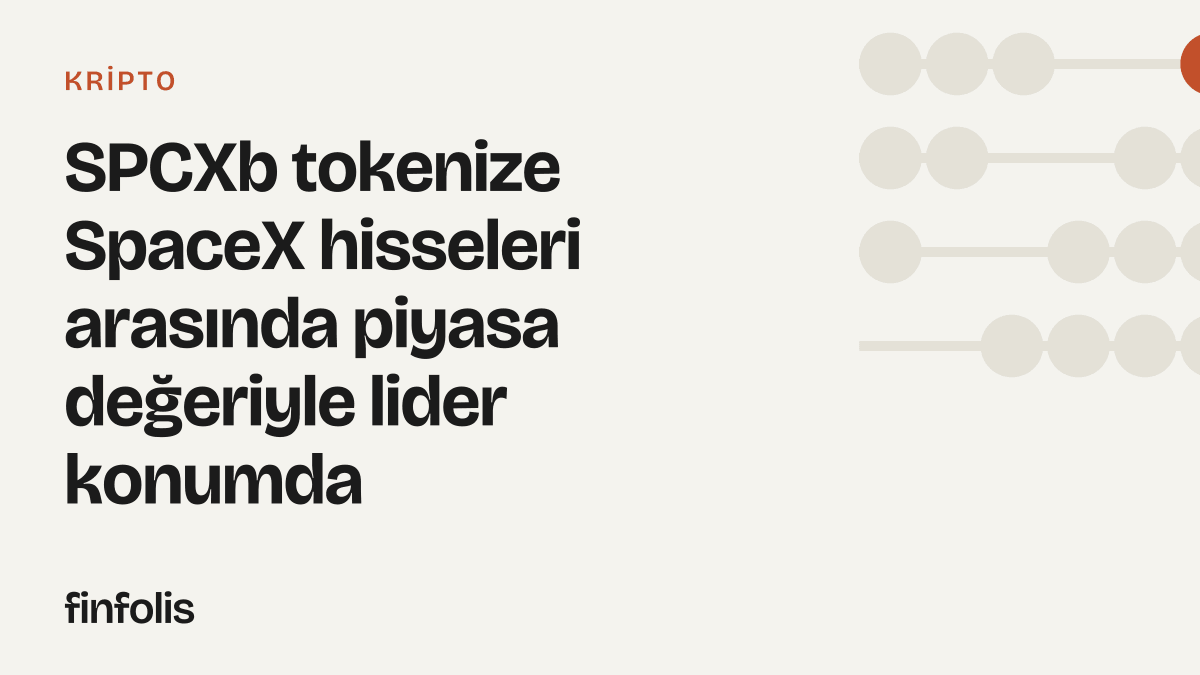 KRİPTO
SPCXb tokenize
SpaceX hisseleri
arasında piyasa
değeriyle lider
konumda
finfolis